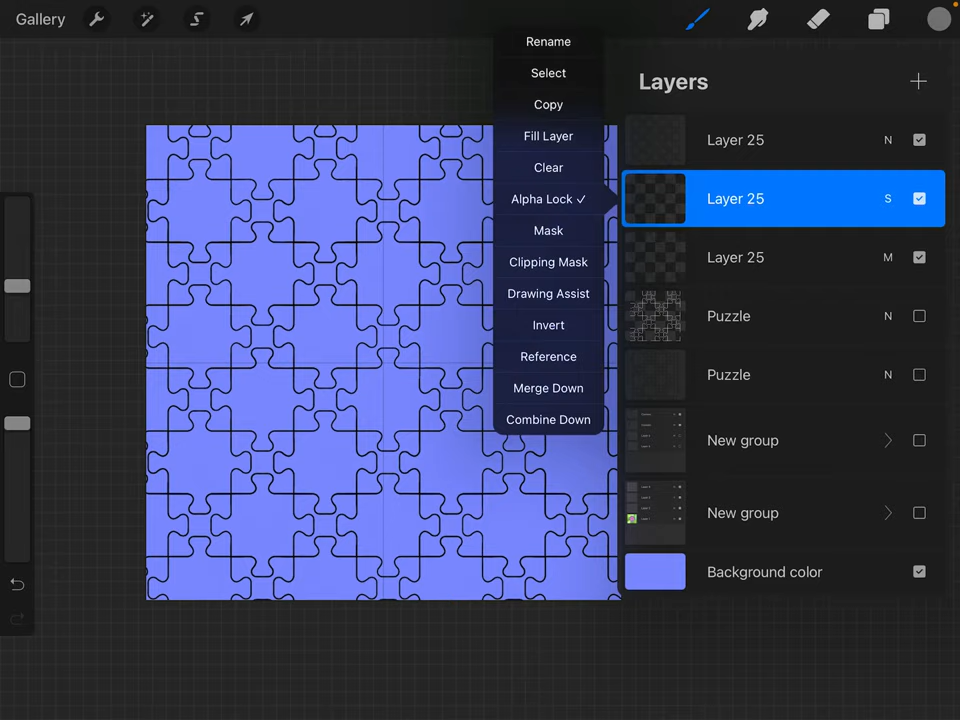 Gallery
Rename
Select
Copy
Fill Layer
Clear
Alpha Lock ✓
Mask
Clipping Mask
Drawing Assist
Invert
Reference
Merge Down
Combine Down
Layers
Layer 25 N
Layer 25 S
Layer 25 M
Puzzle N
Puzzle N
New group
New group
Background color